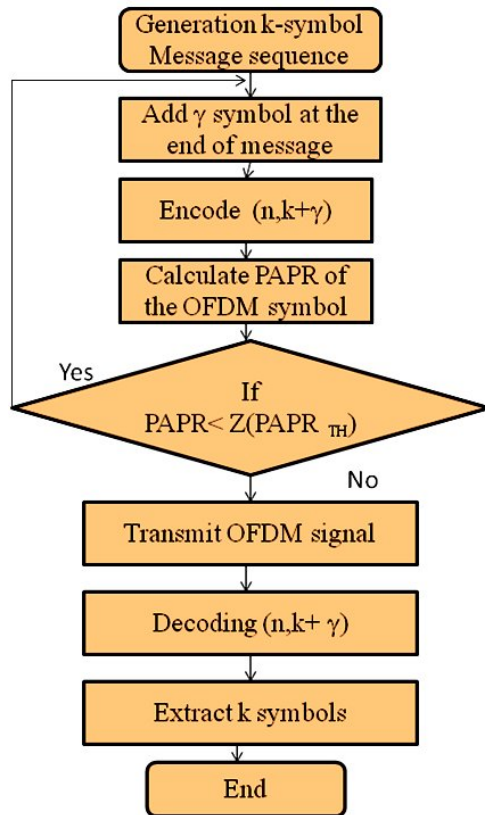 Generation k-symbol
Message sequence
Add γ symbol at the
end of message
Encode (n,k+γ)
Calculate PAPR of
the OFDM symbol
Yes
If
PAPR< Z(PAPR TH)
No
Transmit OFDM signal
Decoding (n,k+ γ)
Extract k symbols
End